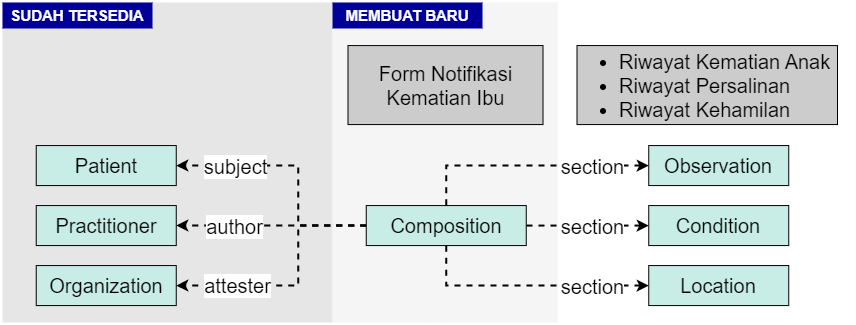 SUDAH TERSEDIA
MEMBUAT BARU
Form Notifikasi
Kematian Ibu
• Riwayat Kematian Anak
• Riwayat Persalinan
• Riwayat Kehamilan
Patient
subject
section
Observation
Practitioner
author
Composition
section
Condition
Organization
attester
section
Location